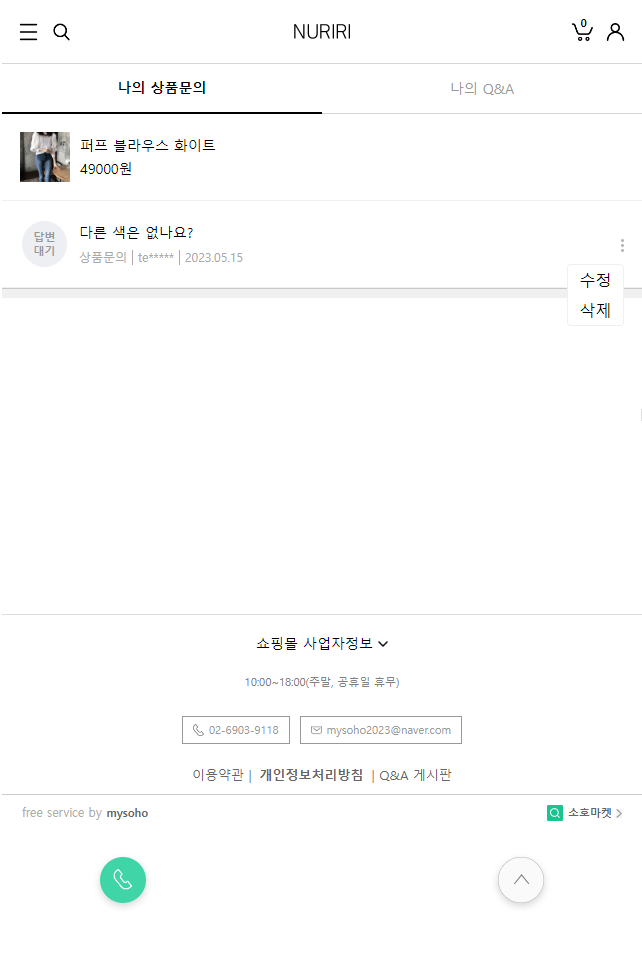 NURIRI
0
나의 상품문의
나의 Q&A
퍼프 블라우스 화이트
49000원
답변
대기
다른 색은 없나요?
상품문의 | te***** | 2023.05.15
수정
삭제
쇼핑몰 사업자정보
10:00~18:00(주말, 공휴일 휴무)
02-6903-9118
mysoho2023@naver.com
이용약관 | 개인정보처리방침 | Q&A 게시판
free service by mysoho
소호마켓